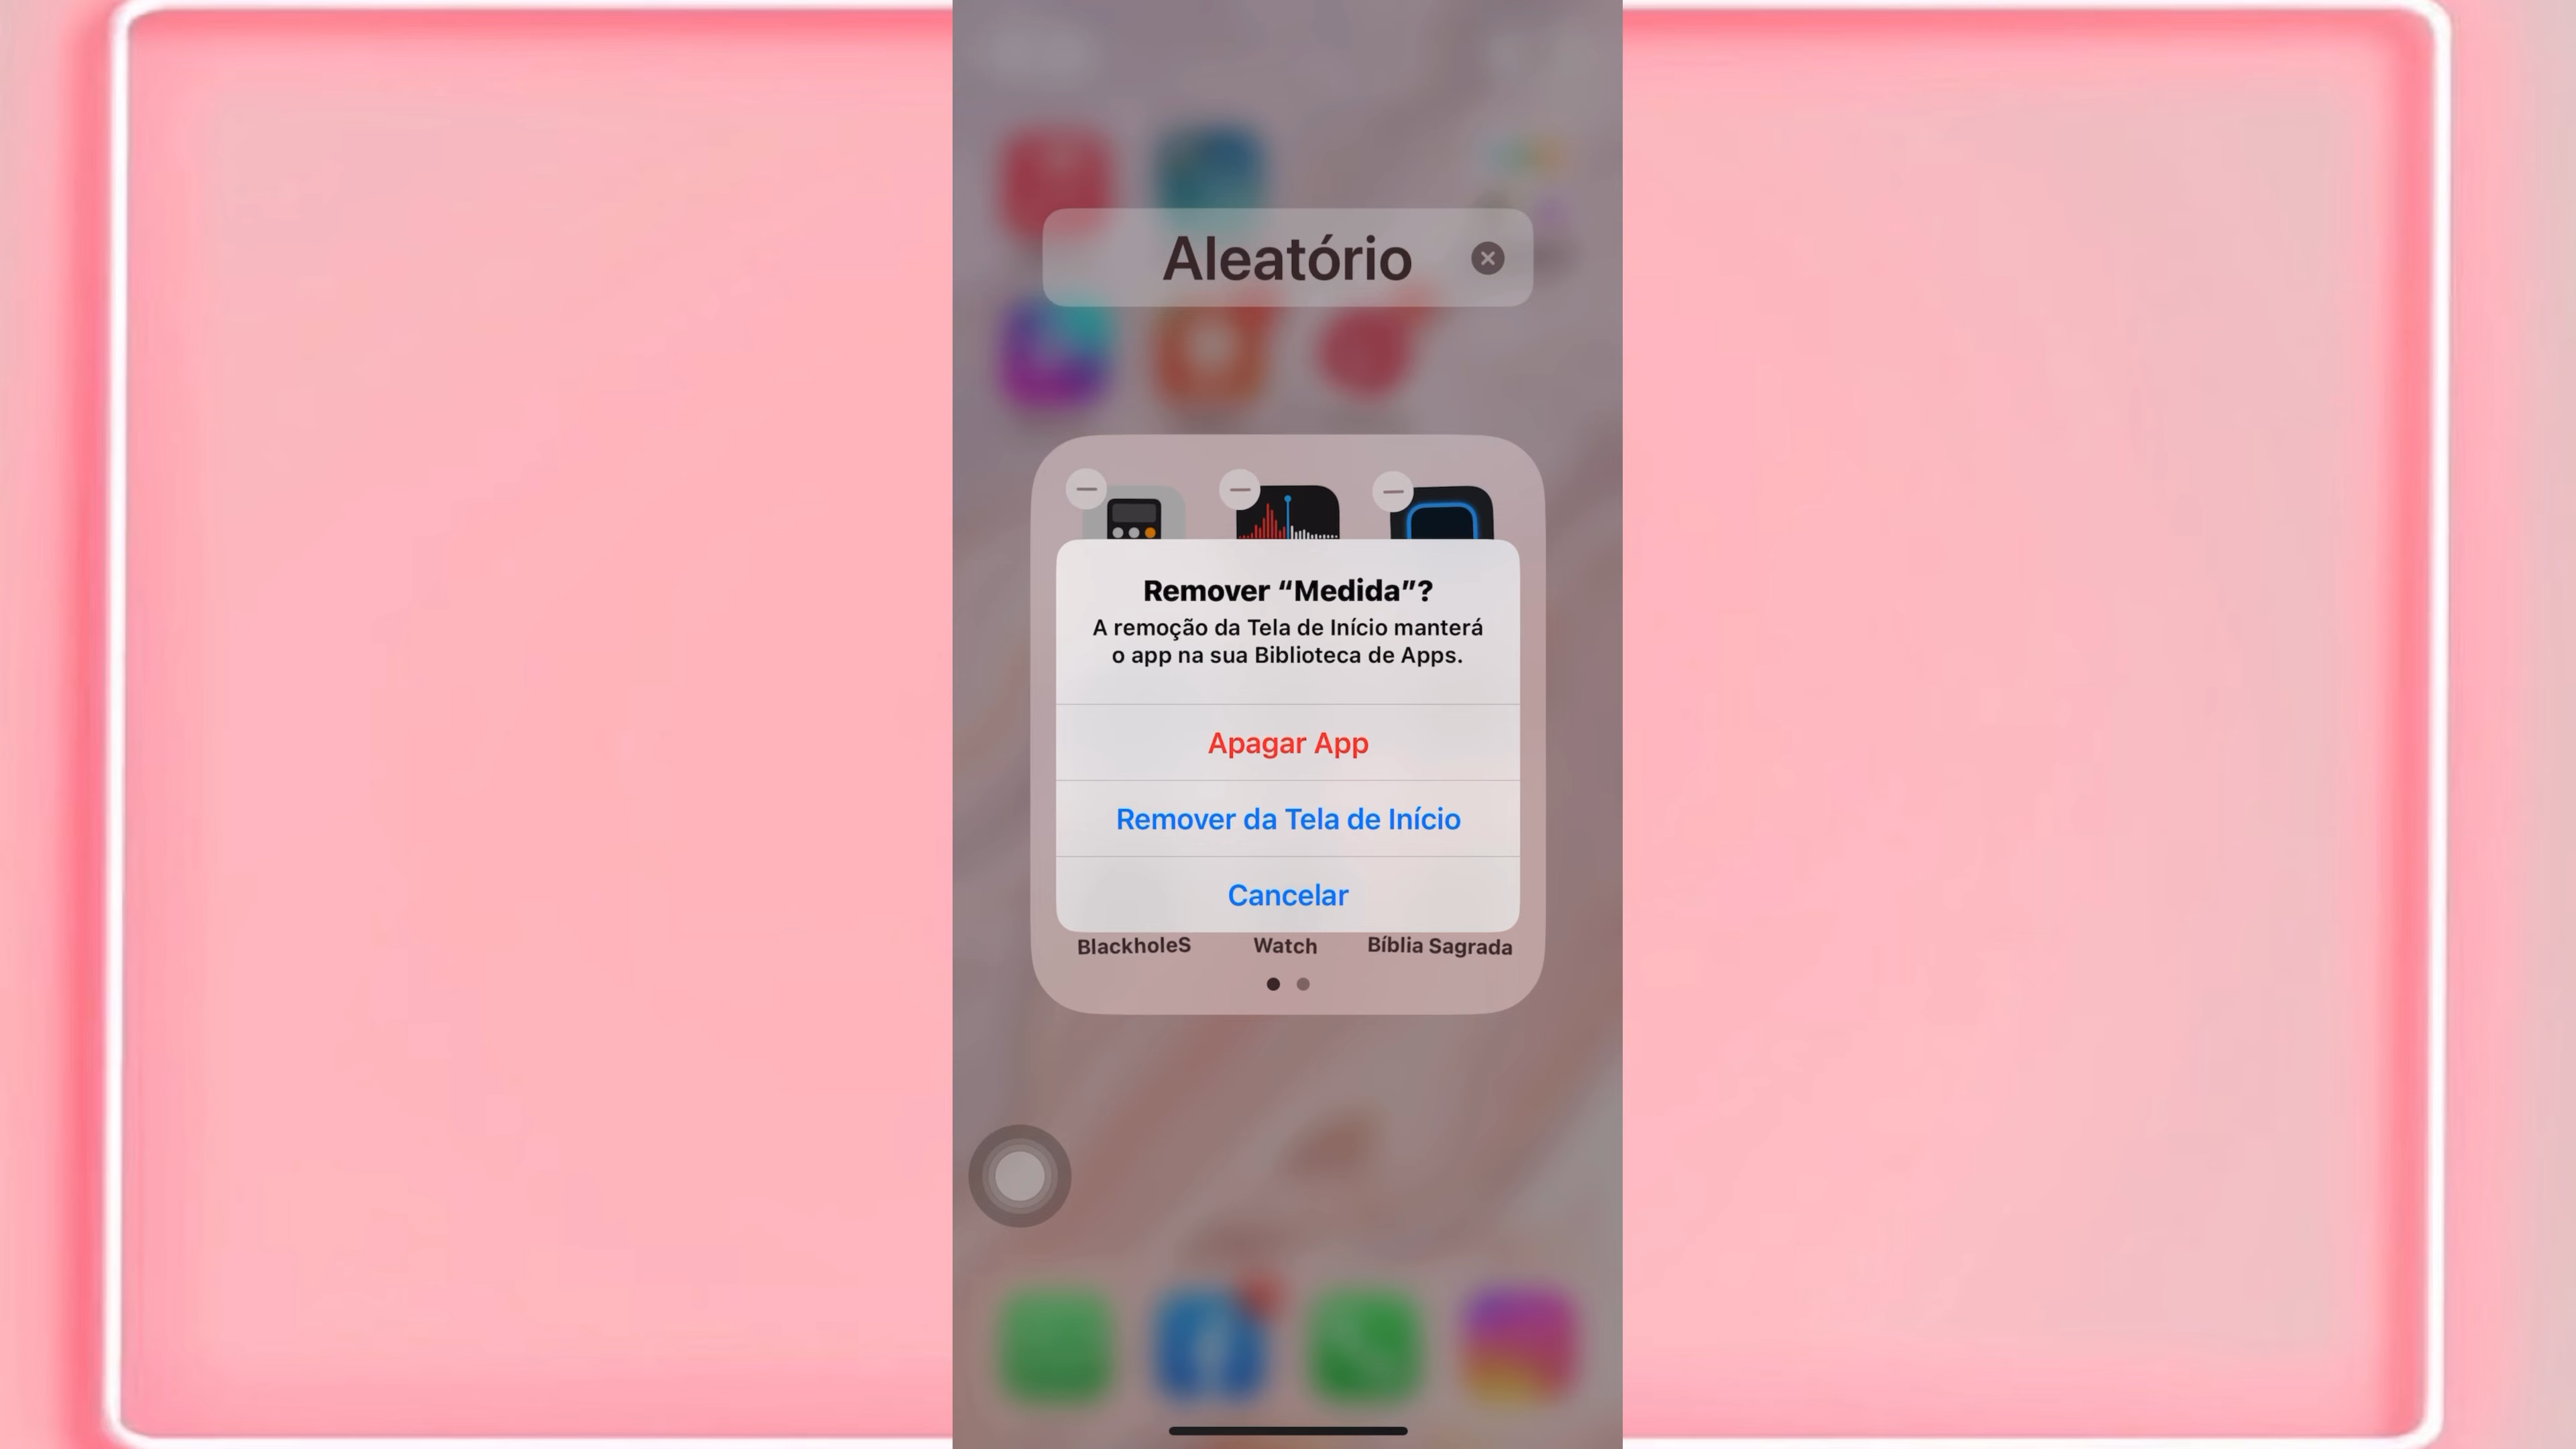 Aleatório
Remover “Medida”?
A remoção da Tela de Início manterá
o app na sua Biblioteca de Apps.
Apagar App
Remover da Tela de Início
Cancelar
BlackholeS Watch Bíblia Sagrada